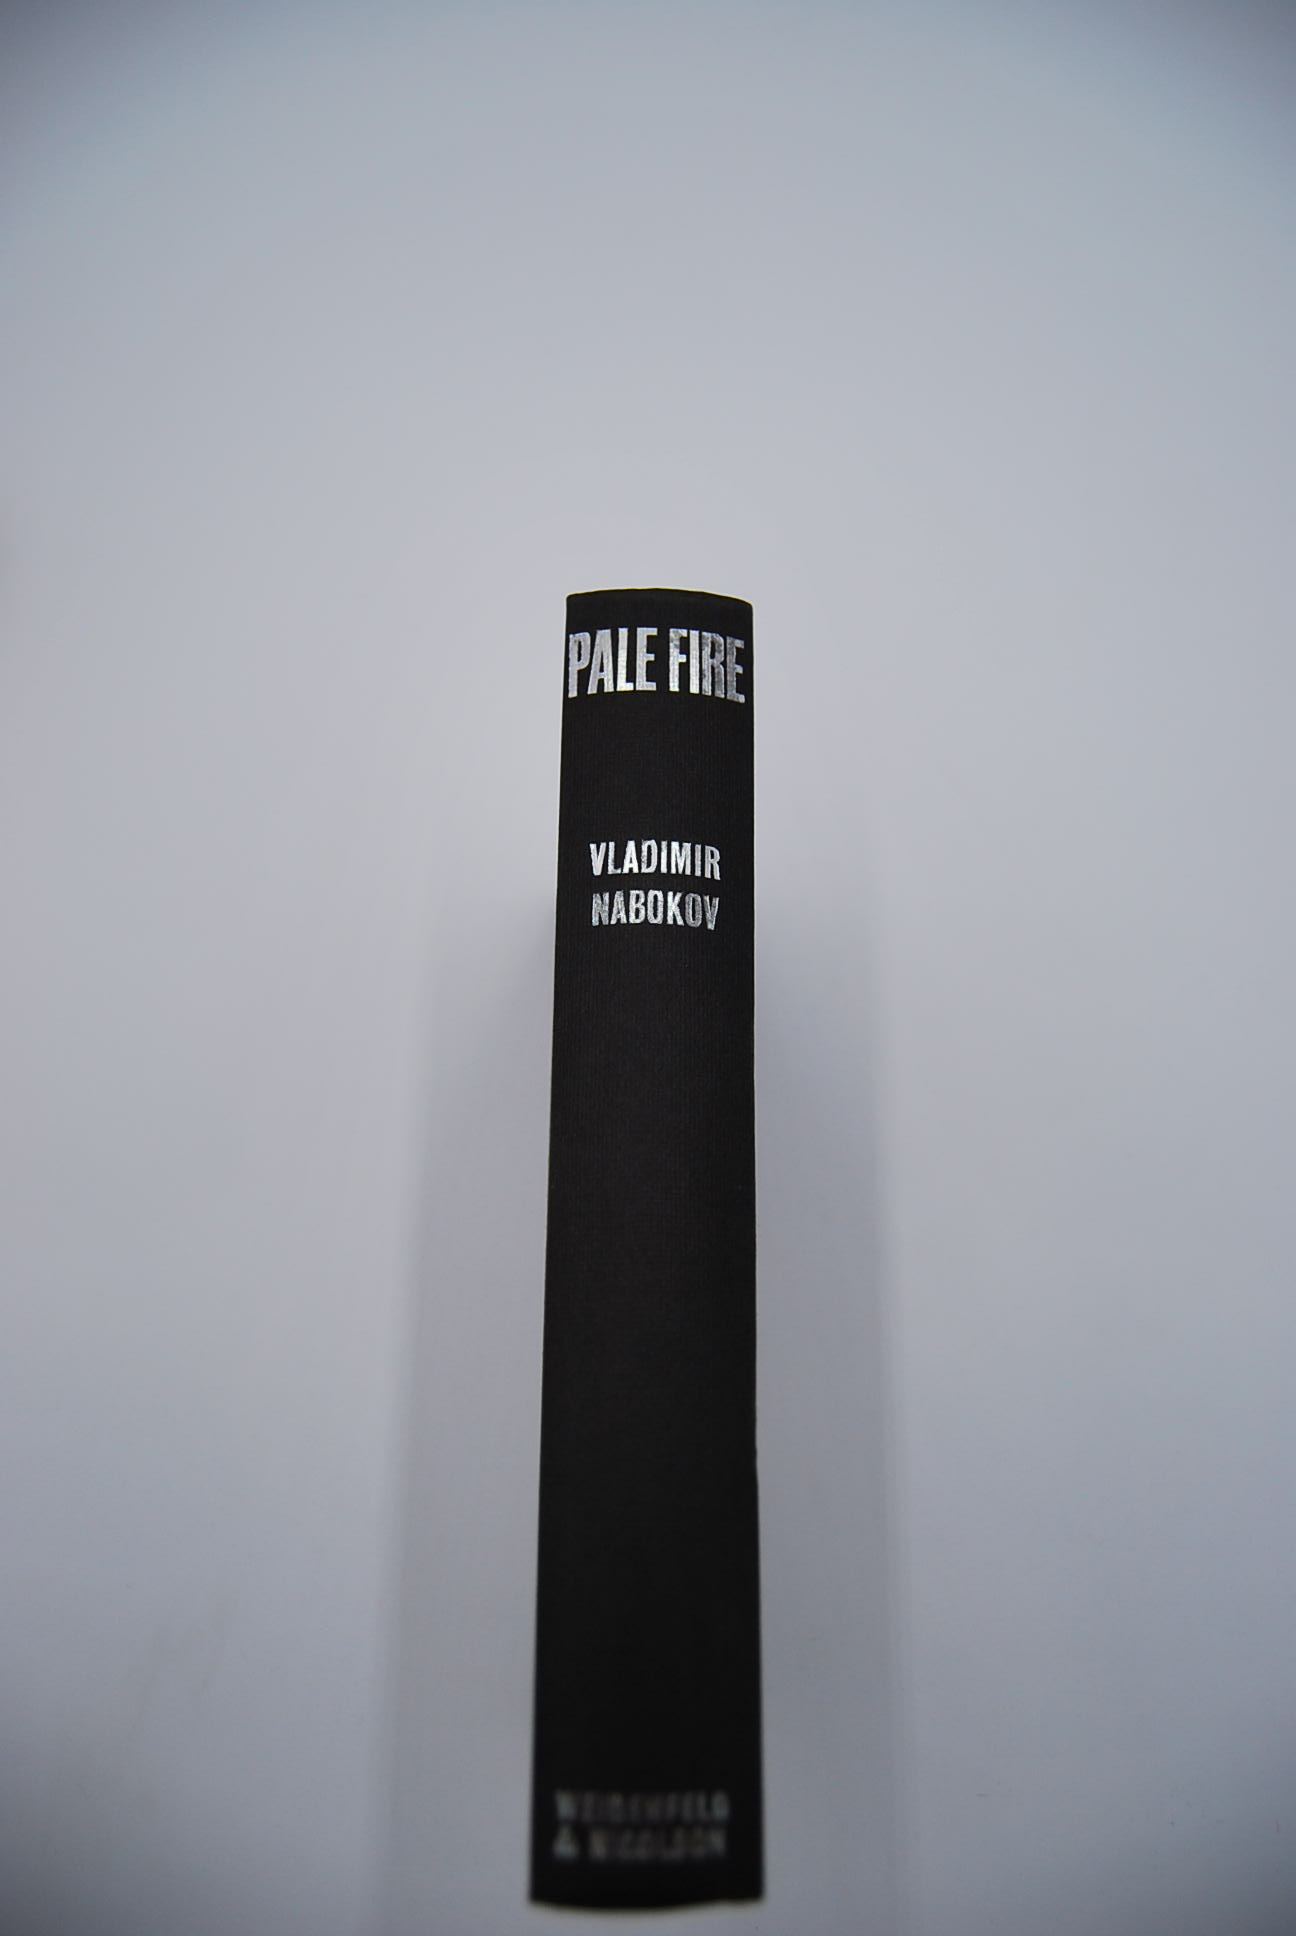 PALE FIRE
VLADIMIR
NABOKOV
WEIDENFELD
& NICOLSON